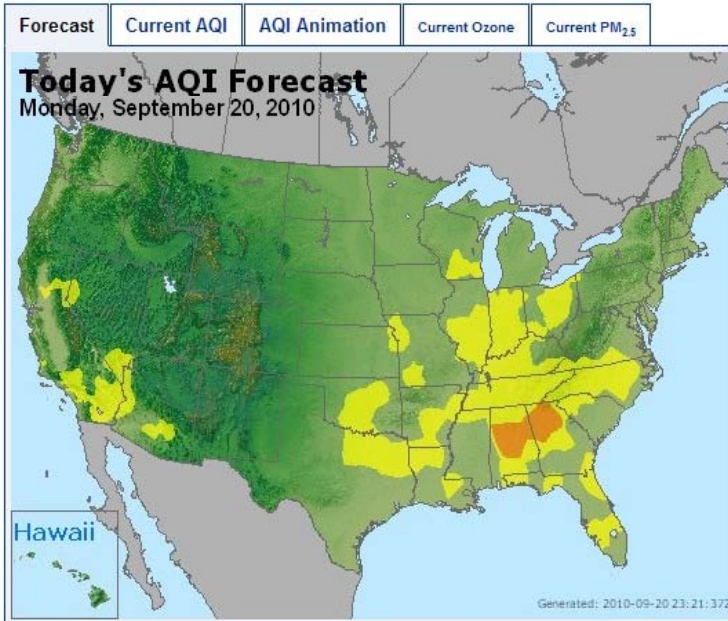 Forecast
Current AQI
AQI Animation
Current Ozone
Current PM2.5
Today's AQI Forecast
Monday, September 20, 2010
Hawaii
Generated: 2010-09-20 23:21:37Z